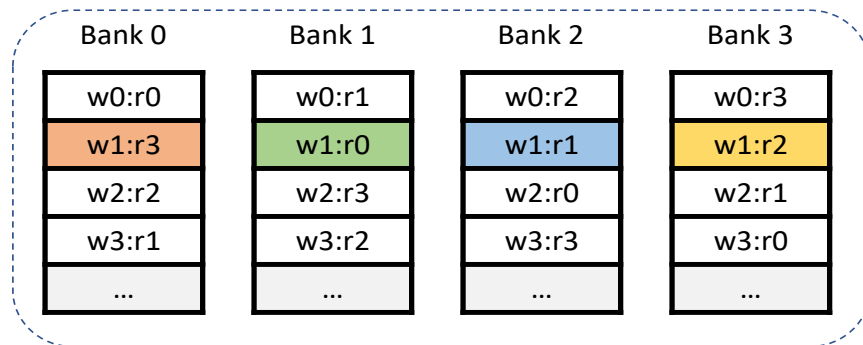 Bank 0 Bank 1 Bank 2 Bank 3
w0:r0 w0:r1 w0:r2 w0:r3
w1:r3 w1:r0 w1:r1 w1:r2
w2:r2 w2:r3 w2:r0 w2:r1
w3:r1 w3:r2 w3:r3 w3:r0
... ... ... ...